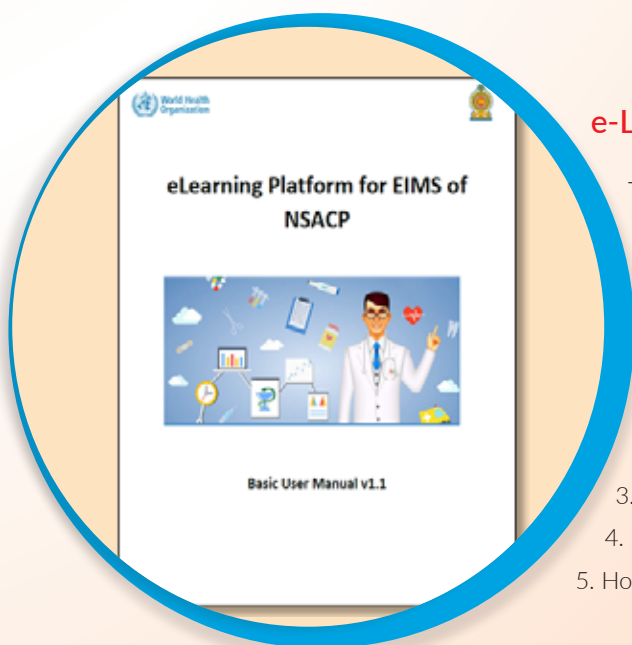 World Health
Organization
eLearning Platform for EIMS of
NSACP
Basic User Manual v1.1
e-L
3.
4.
5. Ho